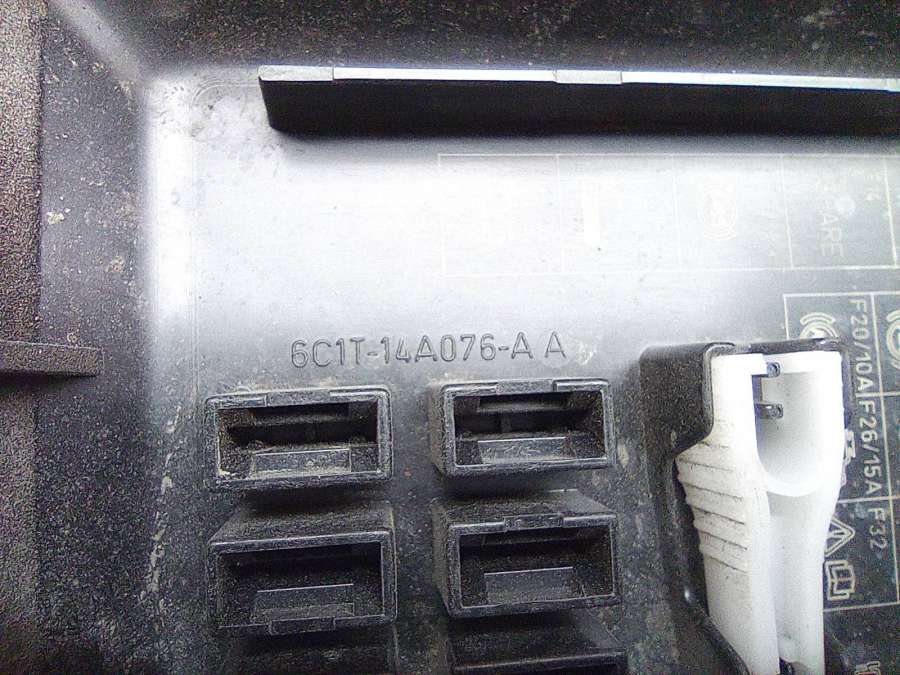 6C1T-14A076-A A
SPARE
F20/10A
F26/15A
F32